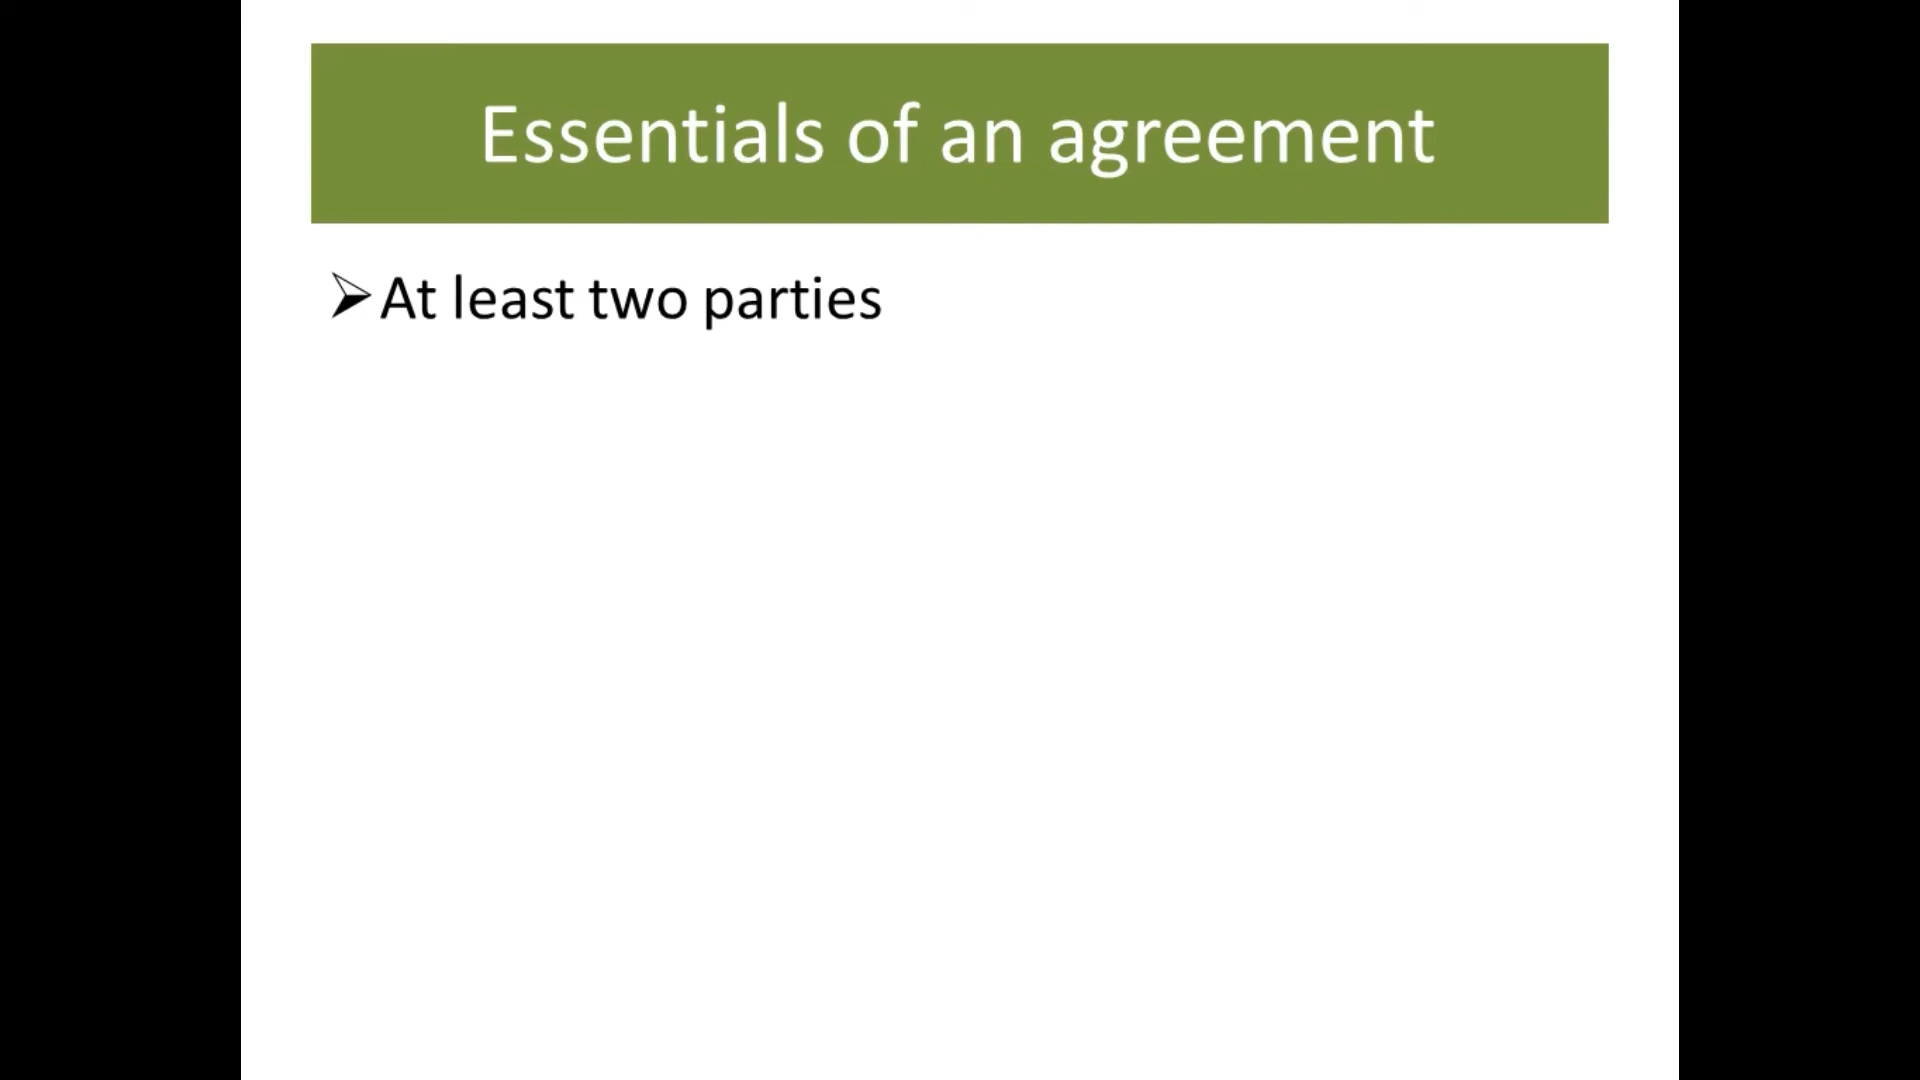 Essentials of an agreement
➢At least two parties